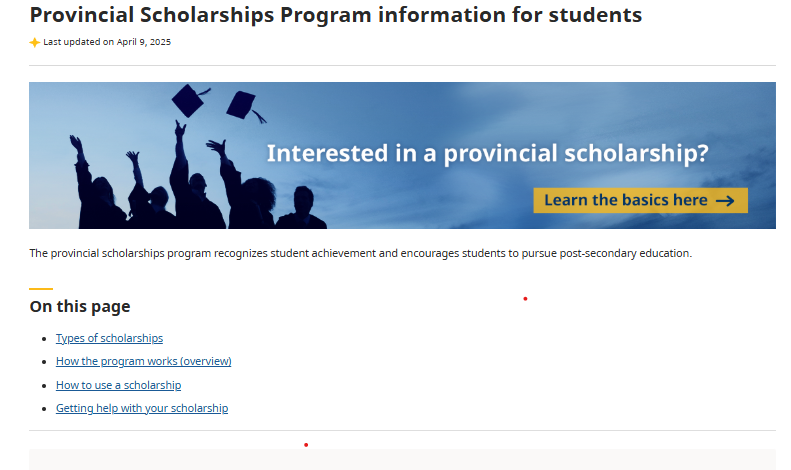 Provincial Scholarships Program information for students
Last updated on April 9, 2025
Interested in a provincial scholarship?
Learn the basics here →
The provincial scholarships program recognizes student achievement and encourages students to pursue post-secondary education.
On this page
Types of scholarships
How the program works (overview)
How to use a scholarship
Getting help with your scholarship